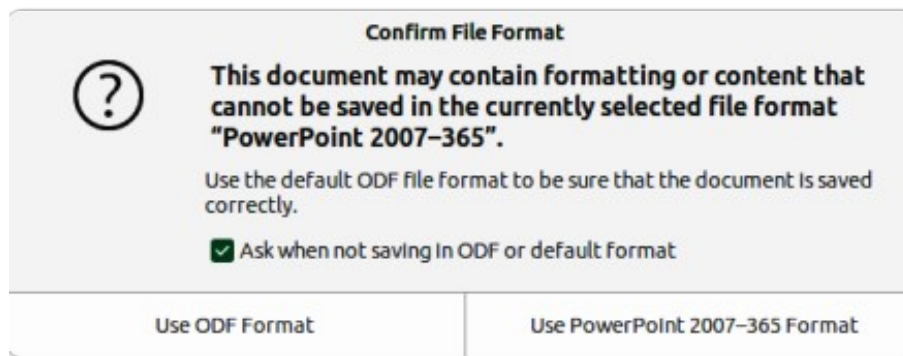 Confirm File Format
This document may contain formatting or content that
cannot be saved in the currently selected file format
“PowerPoint 2007–365”.
Use the default ODF file format to be sure that the document is saved
correctly.
Ask when not saving in ODF or default format
Use ODF Format
Use PowerPoint 2007–365 Format